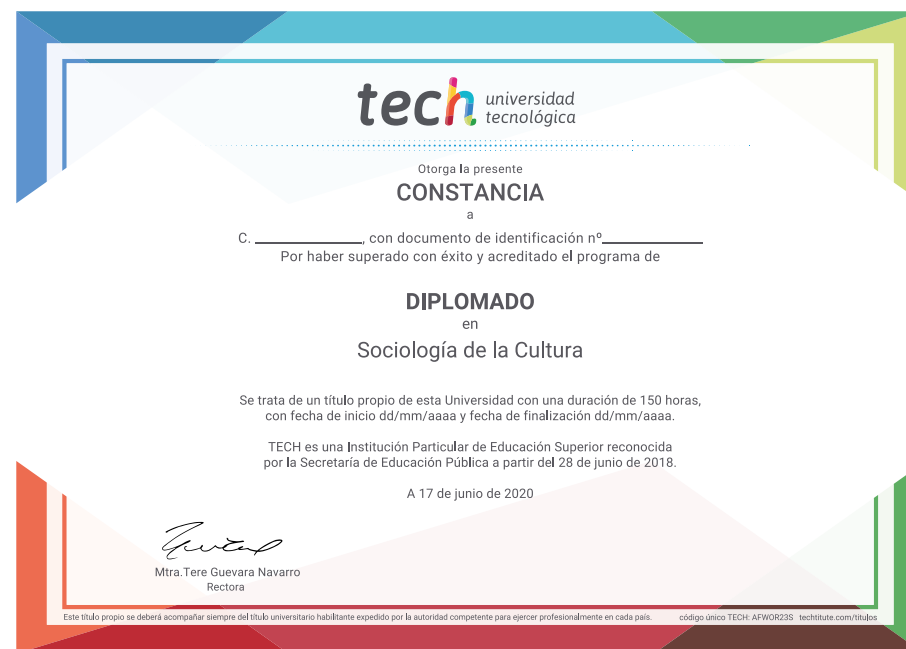 tech universidad
tecnológica
Otorga la presente
CONSTANCIA
a
C. ______________, con documento de identificación nº_____________
Por haber superado con éxito y acreditado el programa de
DIPLOMADO
en
Sociología de la Cultura
Se trata de un título propio de esta Universidad con una duración de 150 horas,
con fecha de inicio dd/mm/aaaa y fecha de finalización dd/mm/aaaa.
TECH es una Institución Particular de Educación Superior reconocida
por la Secretaría de Educación Pública a partir del 28 de junio de 2018.
A 17 de junio de 2020
Mtra.Tere Guevara Navarro
Rectora
Este título propio se deberá acompañar siempre del título universitario habilitante expedido por la autoridad competente para ejercer profesionalmente en cada país. código único TECH: AFWOR23S techtitute.com/titulos